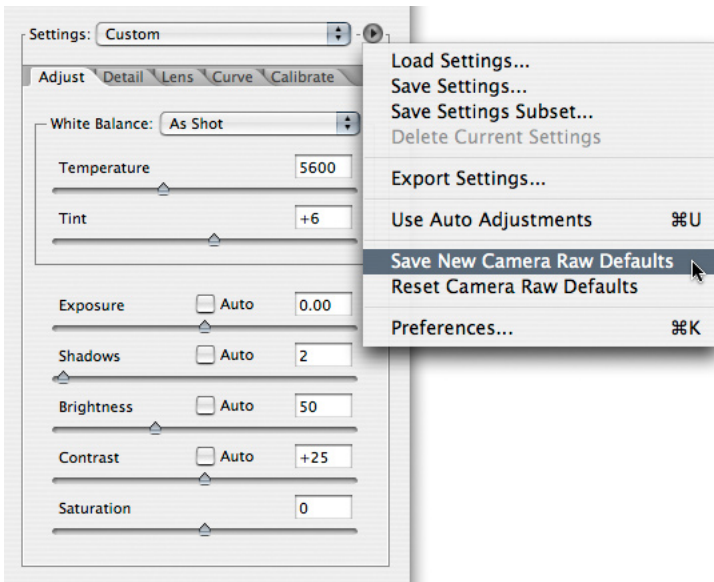 Settings: Custom
Adjust Detail Lens Curve Calibrate
White Balance: As Shot
Temperature 5600
Tint +6
Exposure Auto 0.00
Shadows Auto 2
Brightness Auto 50
Contrast Auto +25
Saturation 0
Load Settings...
Save Settings...
Save Settings Subset...
Delete Current Settings
Export Settings...
Use Auto Adjustments ⌘U
Save New Camera Raw Defaults
Reset Camera Raw Defaults
Preferences... ⌘K